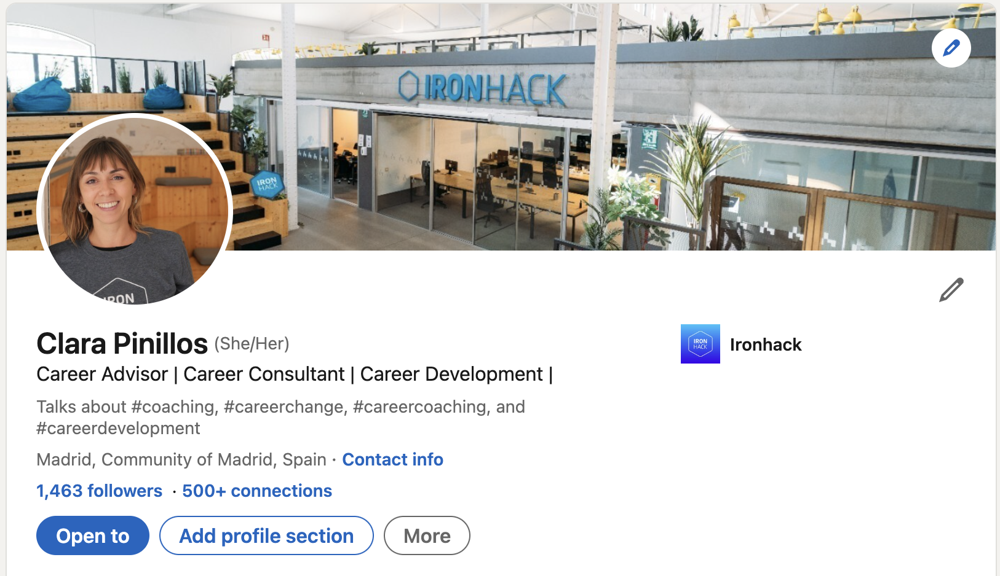 IRONHACK
IRON
HACK
IRON
Clara Pinillos (She/Her)
Ironhack
IRON
HACK
Career Advisor | Career Consultant | Career Development |
Talks about #coaching, #careerchange, #careercoaching, and
#careerdevelopment
Madrid, Community of Madrid, Spain · Contact info
1,463 followers · 500+ connections
Open to
Add profile section
More